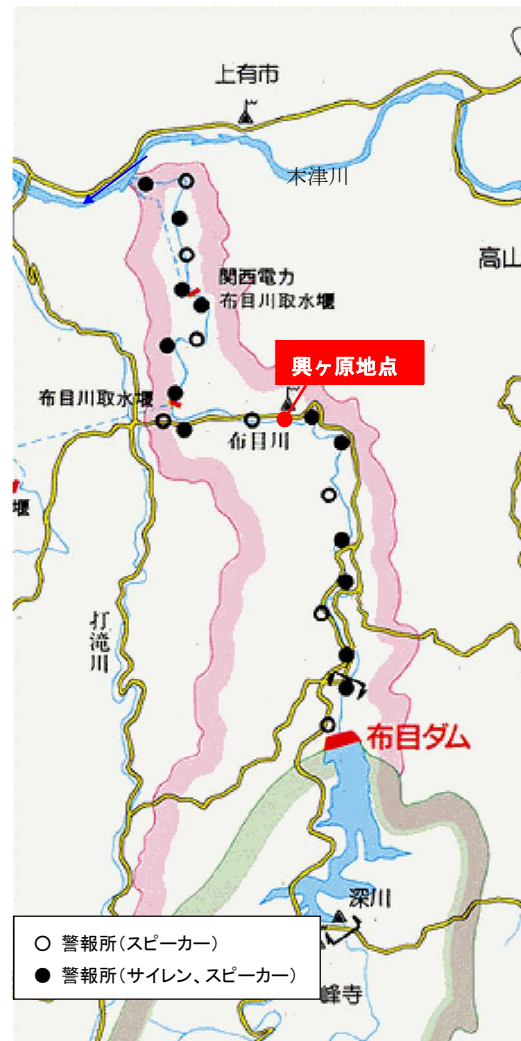 上有市
木津川
高山
関西電力
布目川取水堰
興ヶ原地点
布目川取水堰
布目川
堰
打滝川
布目ダム
深川
峰寺
○ 警報所(スピーカー)
● 警報所(サイレン、スピーカー)